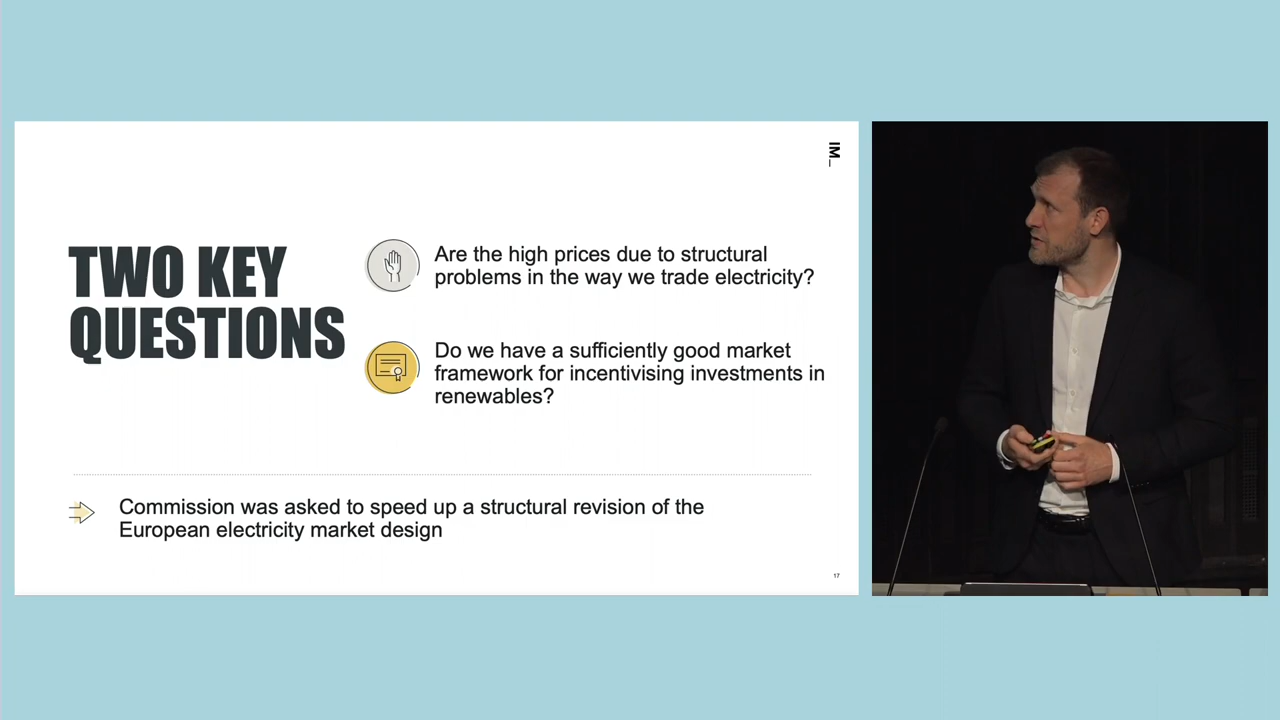 IM_
TWO KEY
QUESTIONS
Are the high prices due to structural
problems in the way we trade electricity?
Do we have a sufficiently good market
framework for incentivising investments in
renewables?
Commission was asked to speed up a structural revision of the
European electricity market design
17